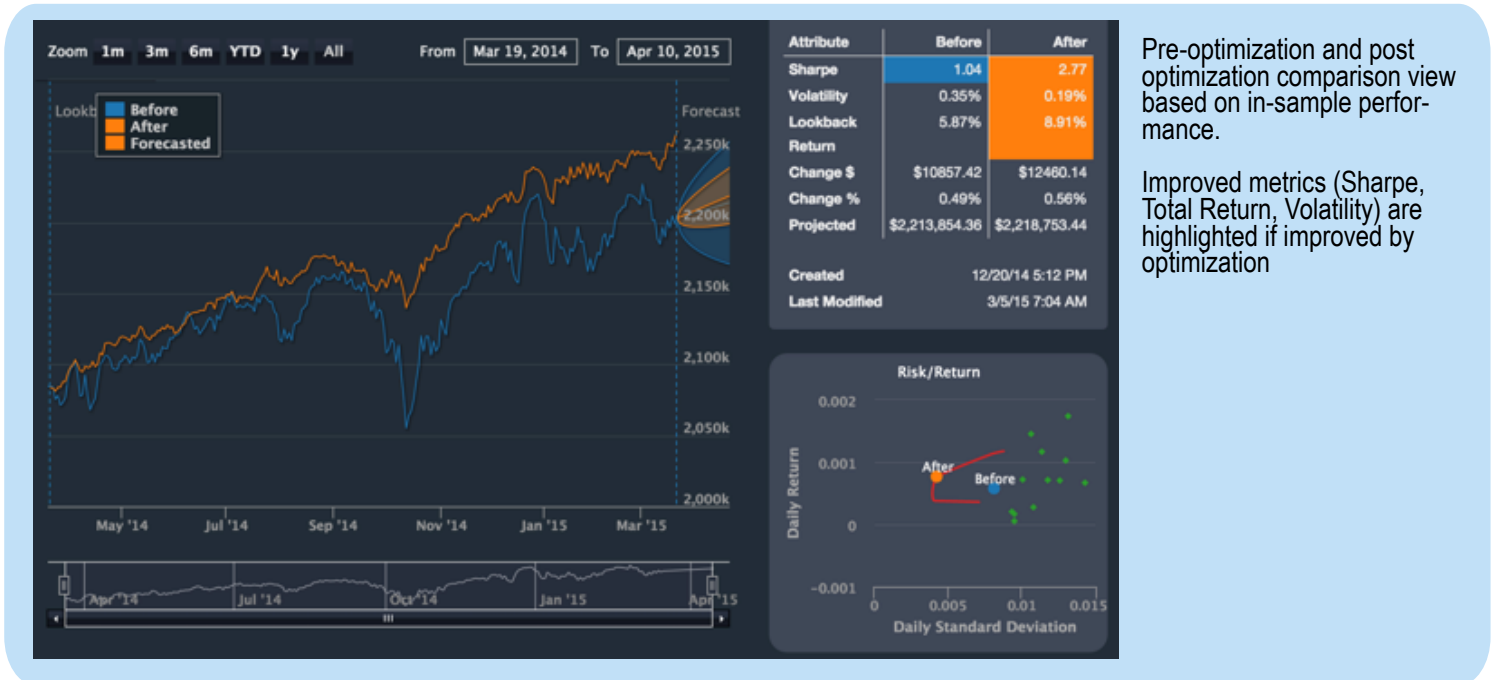 Zoom 1m 3m 6m YTD 1y All From Mar 19, 2014 To Apr 10, 2015
Lookb
Before
After
Forecasted
Forecast
2,250k
2,200k
2,150k
2,100k
2,050k
2,000k
May '14 Jul '14 Sep '14 Nov '14 Jan '15 Mar '15
Apr '14 Jul '14 Oct '14 Jan '15 Apr '15
Attribute Before After
Sharpe 1.04 2.77
Volatility 0.35% 0.19%
Lookback 5.87% 8.91%
Return
Change $ $10857.42 $12460.14
Change % 0.49% 0.56%
Projected $2,213,854.36 $2,218,753.44
Created 12/20/14 5:12 PM
Last Modified 3/5/15 7:04 AM
Risk/Return
Daily Return
0.002
0.001
0
-0.001
After
Before
0 0.005 0.01 0.015
Daily Standard Deviation
Pre-optimization and post
optimization comparison view
based on in-sample perfor-
mance.
Improved metrics (Sharpe,
Total Return, Volatility) are
highlighted if improved by
optimization